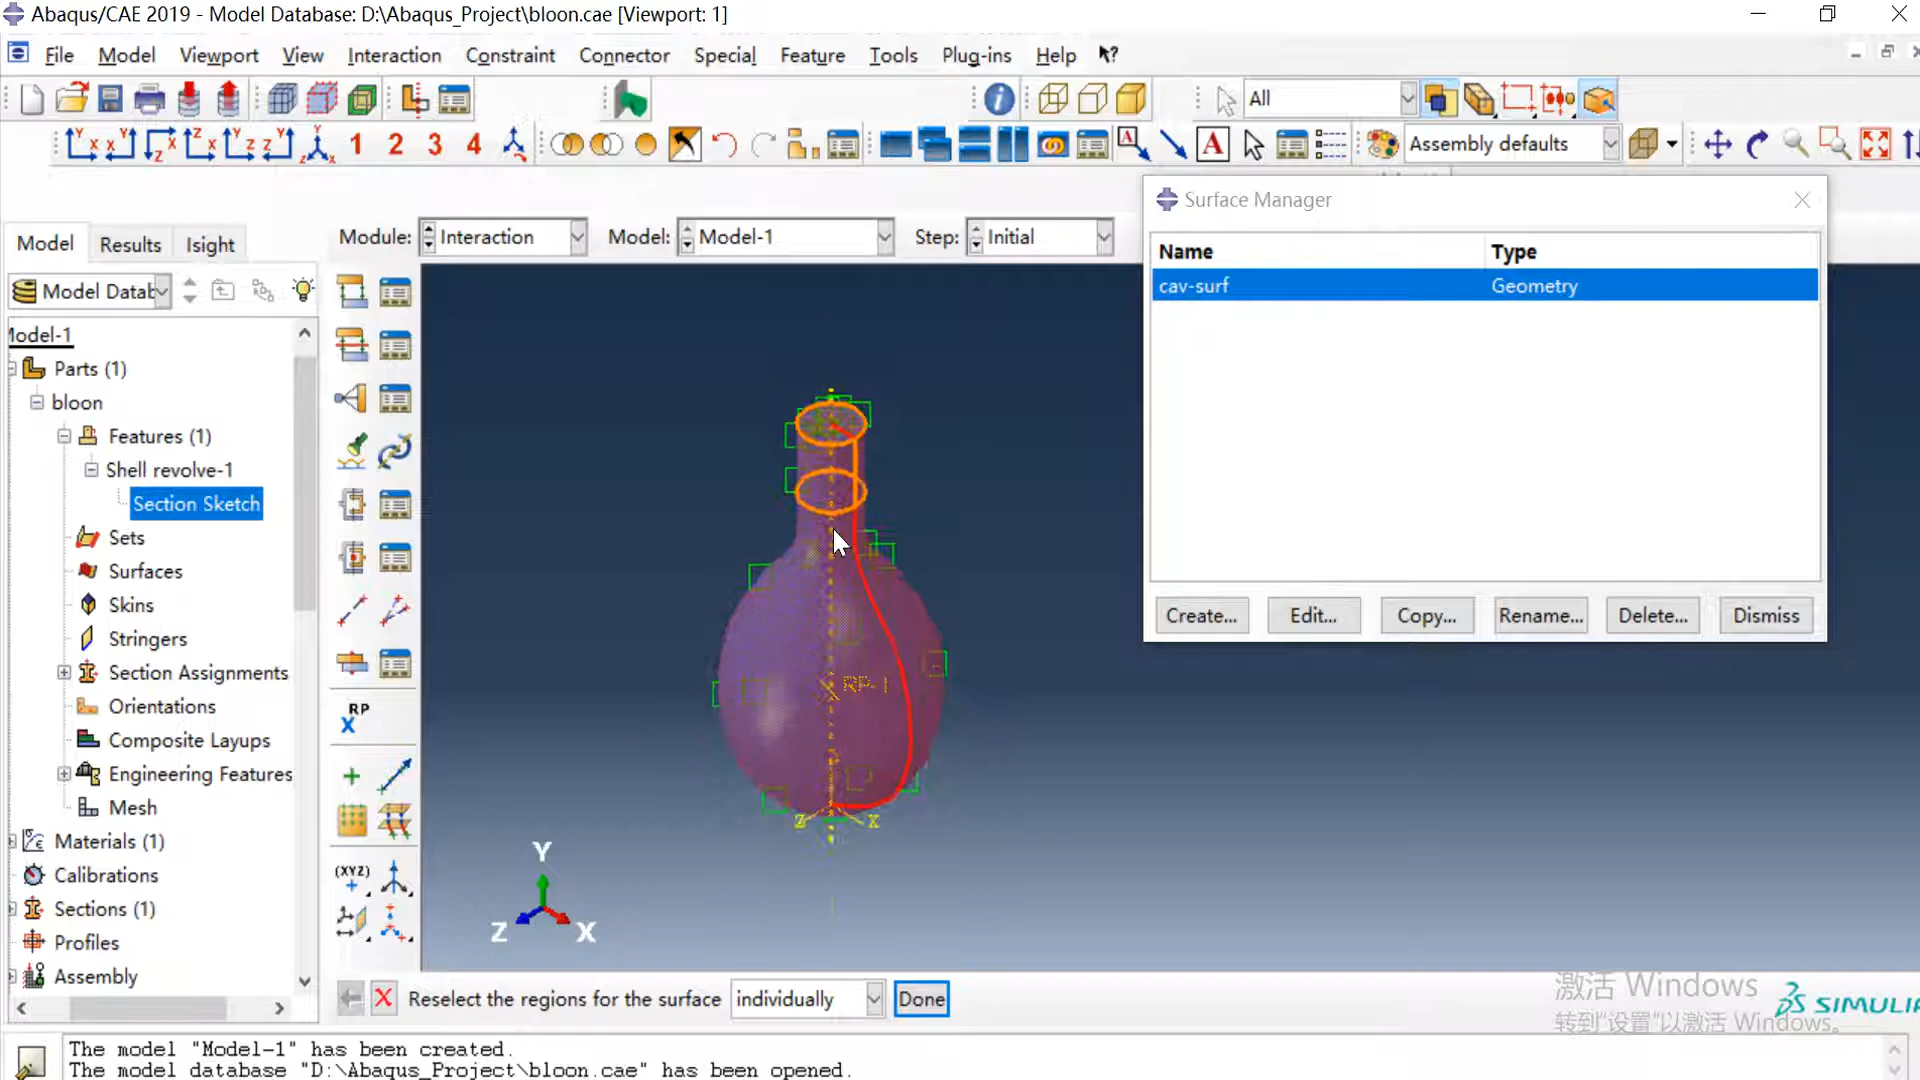 Abaqus/CAE 2019 - Model Database: D:\Abaqus_Project\bloon.cae [Viewport: 1]
File Model Viewport View Interaction Constraint Connector Special Feature Tools Plug-ins Help
All
1 2 3 4 A A Assembly defaults
Surface Manager
Model Results Isight Module: Interaction Model: Model-1 Step: Initial
Name Type
cav-surf Geometry
Model Datab
Model-1
Parts (1)
bloon
Features (1)
Shell revolve-1
Section Sketch
Sets
Surfaces
Skins
Stringers
Section Assignments
Orientations
Composite Layups
Engineering Features
Mesh
Materials (1)
Calibrations
Sections (1)
Profiles
Assembly
RP
(XYZ)
RP-1
Z X
Y
Z X
Create... Edit... Copy... Rename... Delete... Dismiss
Reselect the regions for the surface individually Done
激活 Windows
转到"设置"以激活 Windows。
SIMULIA
The model "Model-1" has been created.
The model database "D:\Abaqus_Project\bloon.cae" has been opened.